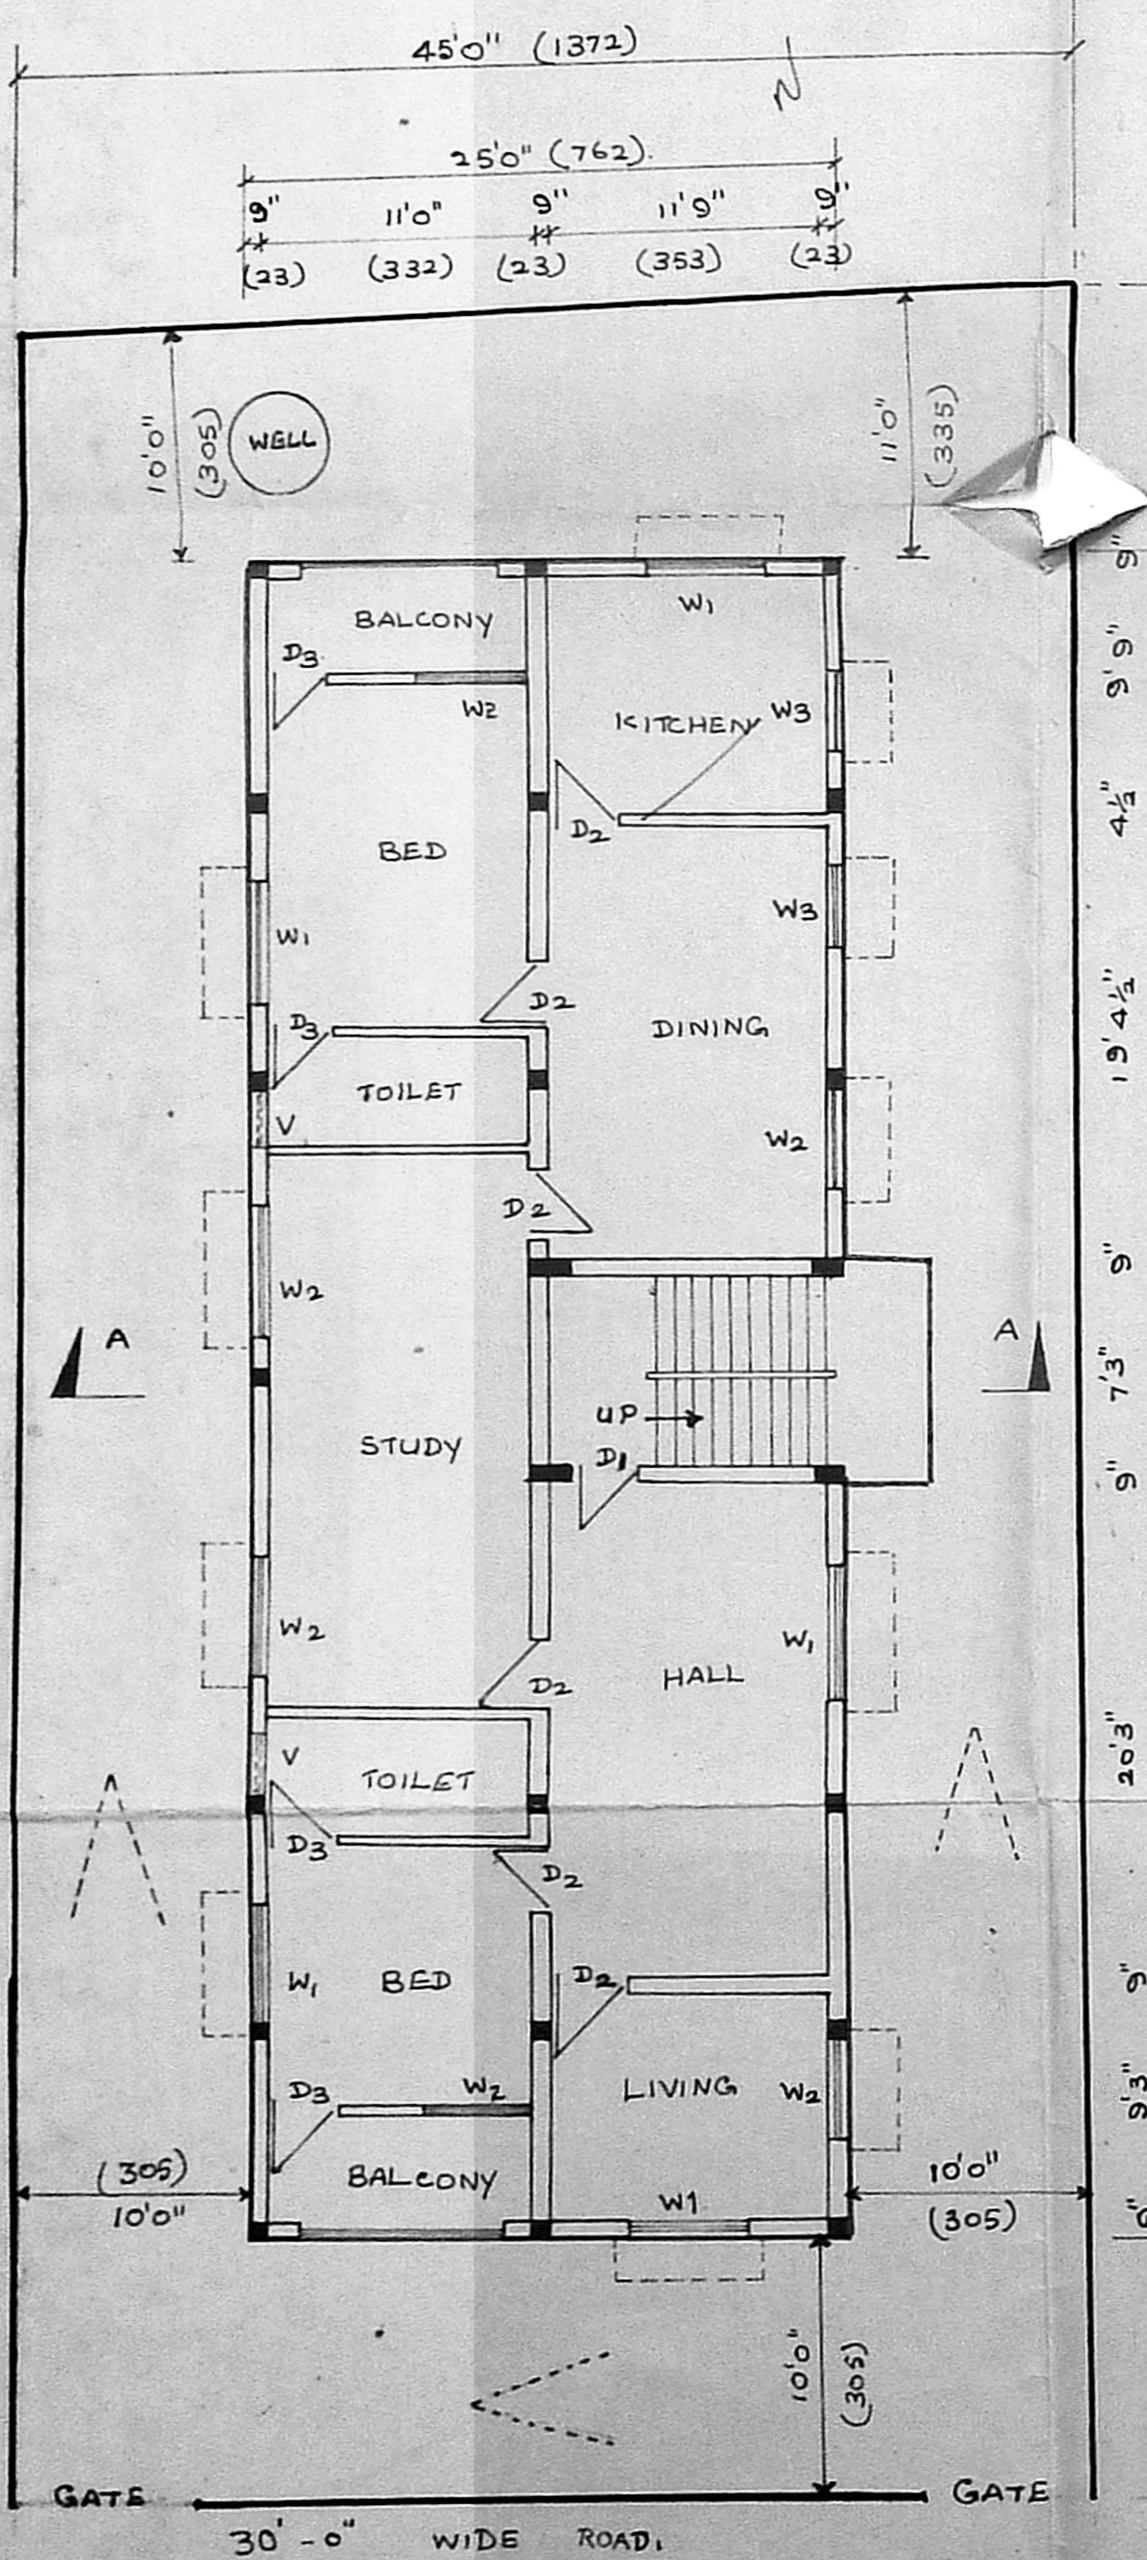 45'0" (1372)
N
25'0" (762).
9" 11'0" 9" 11'9" 9"
(23) (332) (23) (353) (23)
10'0"
(305)
WELL
11'0"
(335)
9"
BALCONY
W1
D3
9'9"
W2
KITCHEN
W3
4½"
D2
BED
W3
W1
D2
D3
DINING
19'4½"
TOILET
V
W2
D2
9"
W2
A
A
7'3"
UP
STUDY
D1
9"
W2
W1
HALL
D2
V
20'3"
TOILET
D3
D2
W1
BED
D2
9"
D3
W2
LIVING
W2
9'3"
(305)
10'0"
BALCONY
W1
10'0"
(305)
10'0"
(305)
GATE
GATE
30'-0" WIDE ROAD.